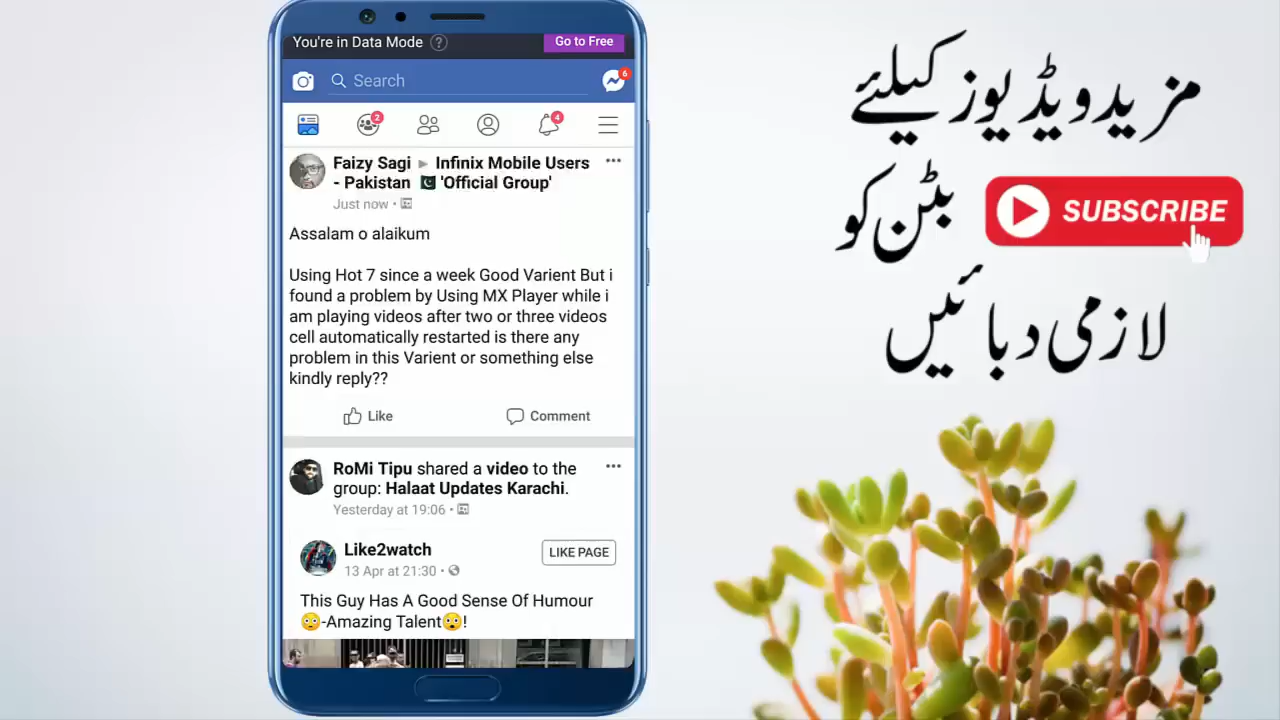 You're in Data Mode ?
Go to Free
Search
6
2
4
Faizy Sagi ▸ Infinix Mobile Users
- Pakistan 🇵🇰 'Official Group'
Just now •
Assalam o alaikum
Using Hot 7 since a week Good Varient But i
found a problem by Using MX Player while i
am playing videos after two or three videos
cell automatically restarted is there any
problem in this Varient or something else
kindly reply??
Like
Comment
RoMi Tipu shared a video to the
group: Halaat Updates Karachi.
Yesterday at 19:06 •
Like2watch
13 Apr at 21:30 •
LIKE PAGE
This Guy Has A Good Sense Of Humour
😳-Amazing Talent😮!
مزید ویڈیوز کیلئے
SUBSCRIBE بٹن کو
لازمی دبائیں